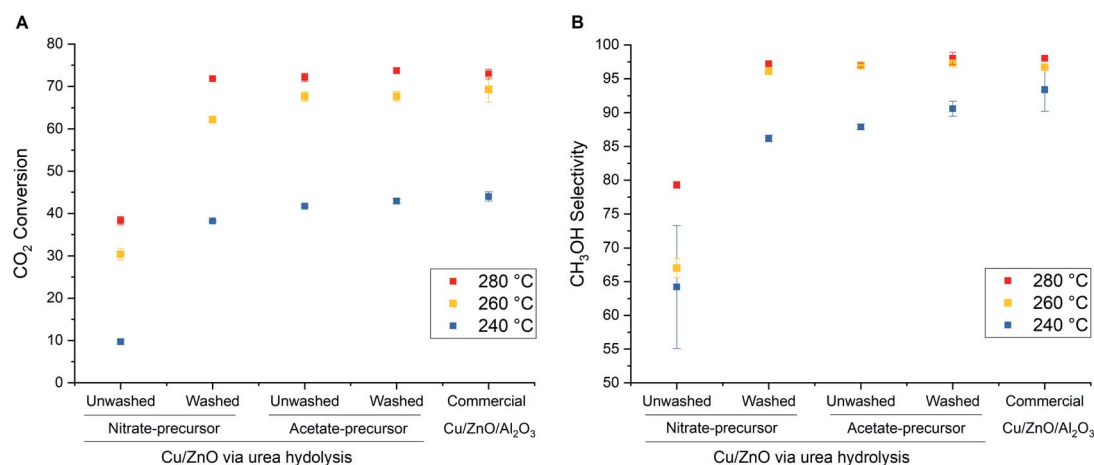 A
CO₂ Conversion
80
70
60
50
40
30
20
10
0
280 °C
260 °C
240 °C
Unwashed Washed Unwashed Washed Commercial
Nitrate-precursor Acetate-precursor Cu/ZnO/Al₂O₃
Cu/ZnO via urea hydolysis
B
CH₃OH Selectivity
100
95
90
85
80
75
70
65
60
55
50
280 °C
260 °C
240 °C
Unwashed Washed Unwashed Washed Commercial
Nitrate-precursor Acetate-precursor Cu/ZnO/Al₂O₃
Cu/ZnO via urea hydrolysis